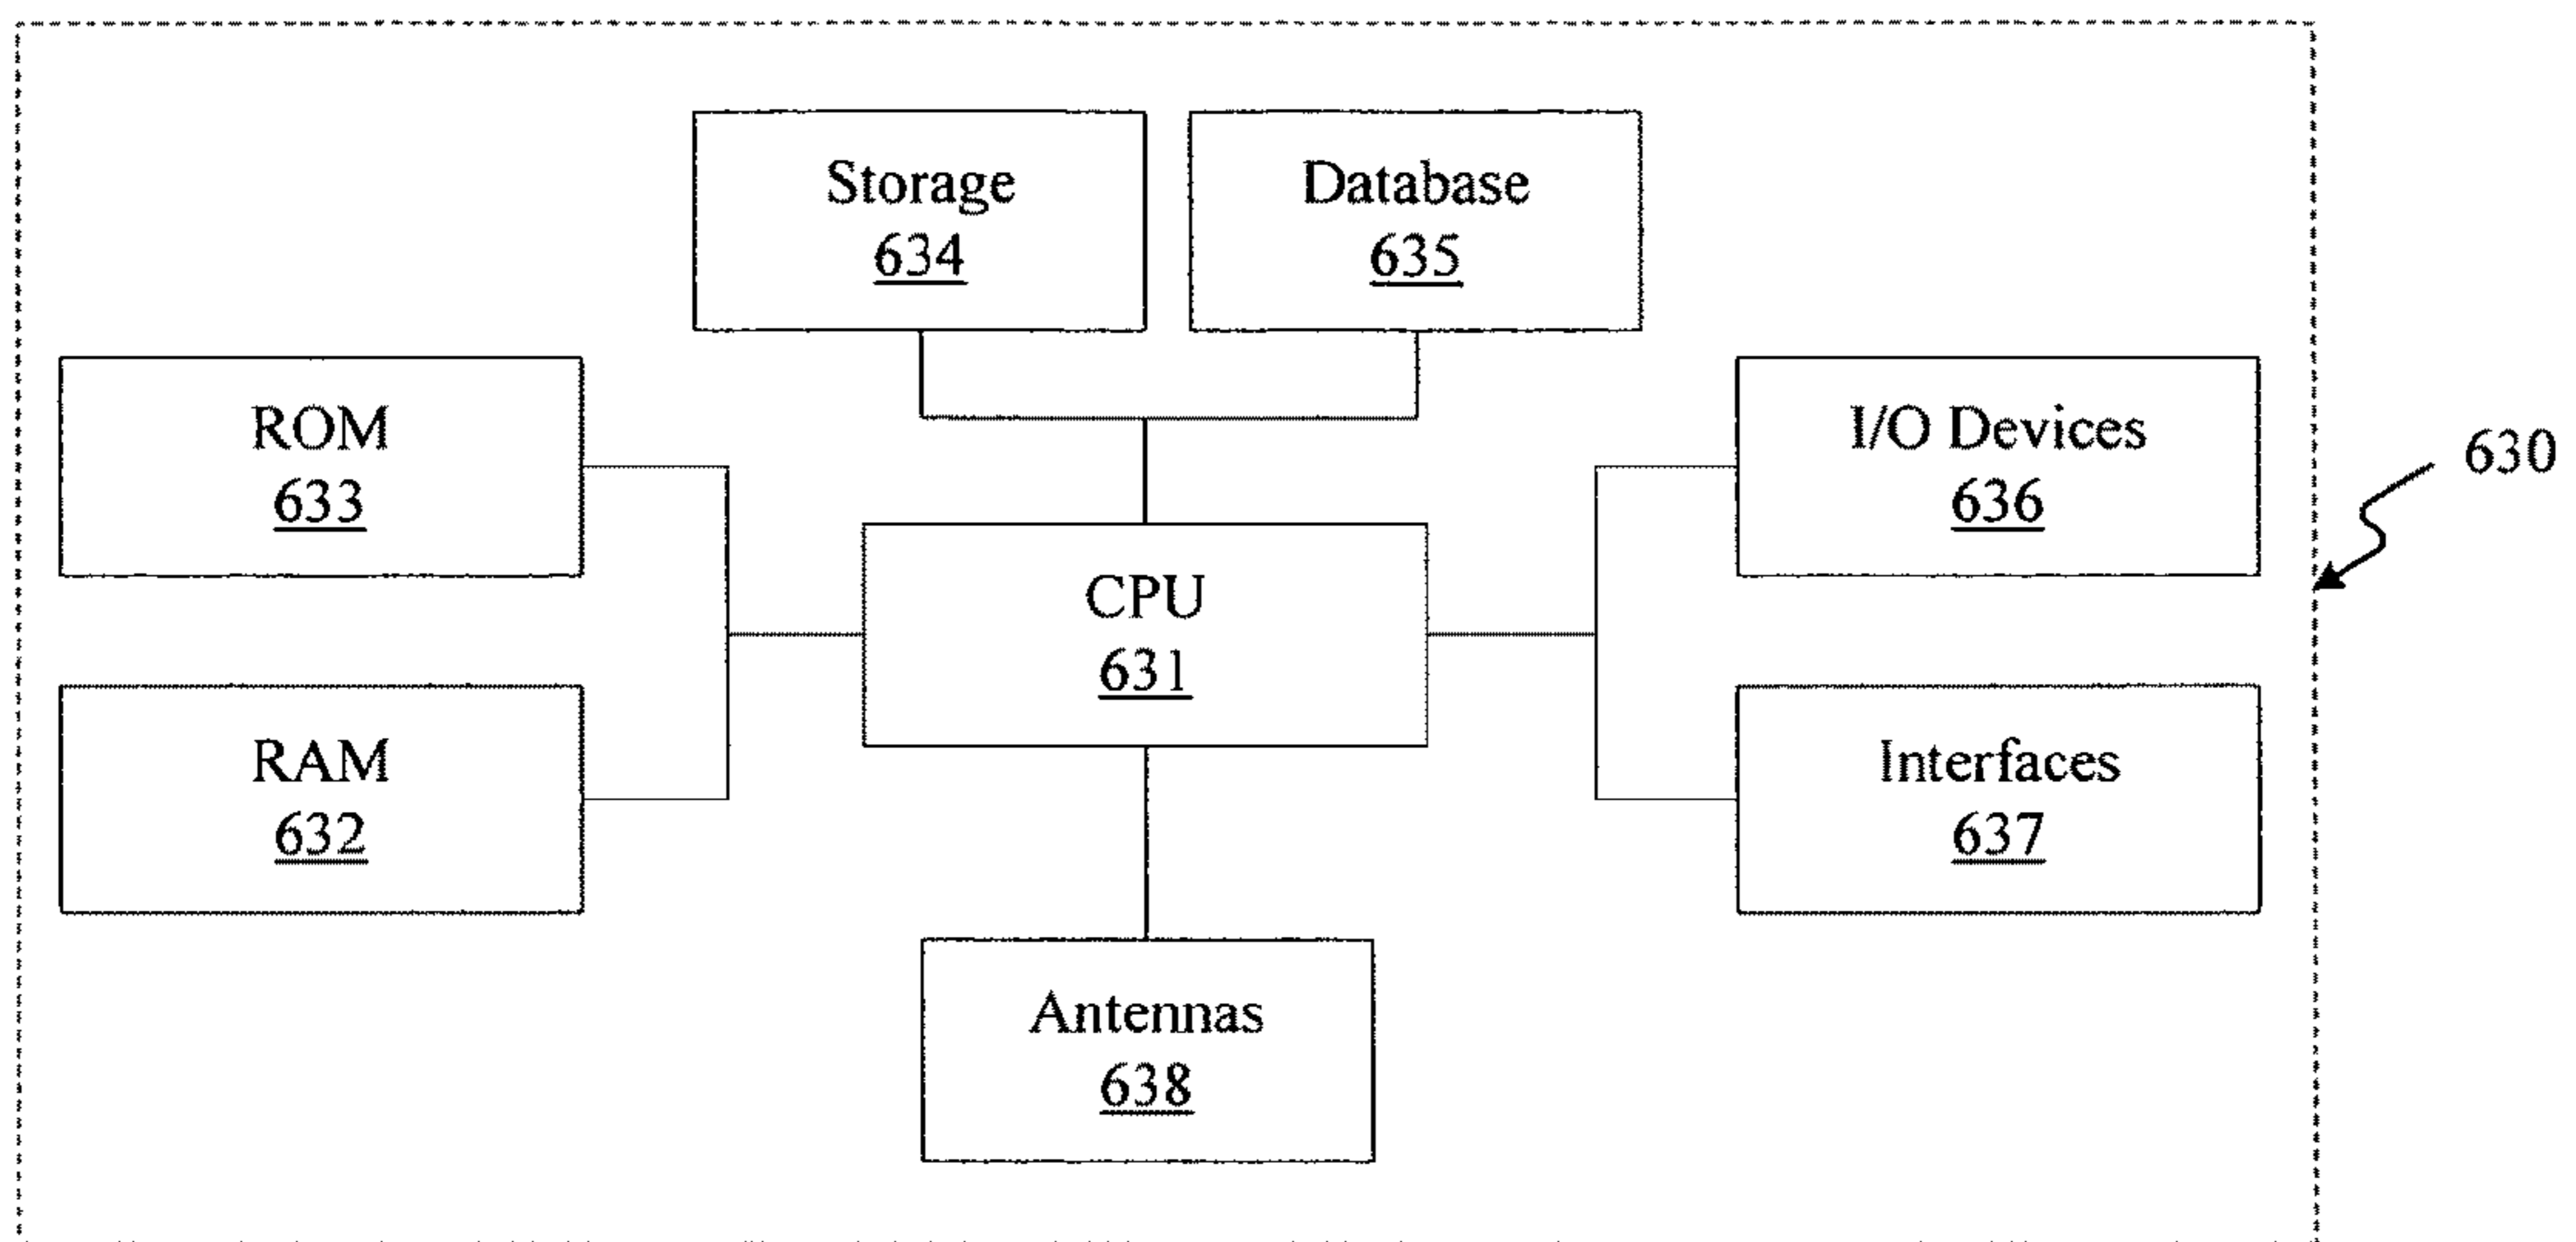 Storage
634
Database
635
ROM
633
I/O Devices
636
630
CPU
631
RAM
632
Interfaces
637
Antennas
638